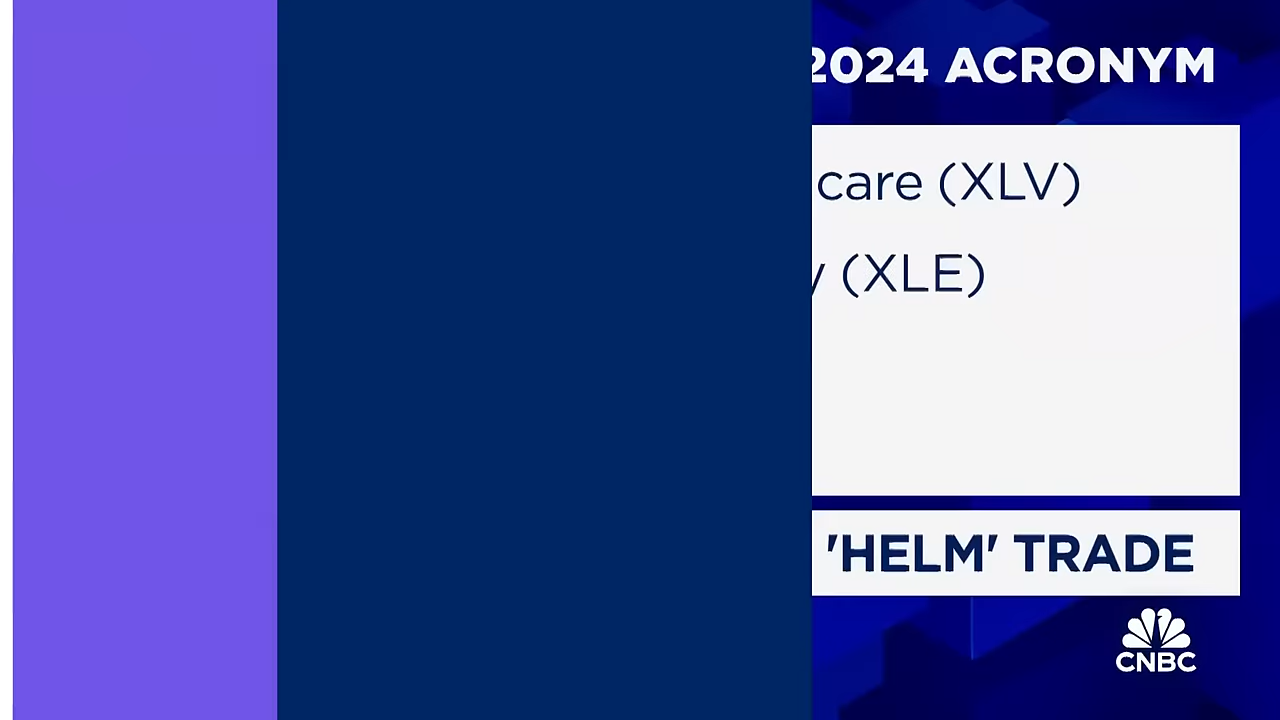 2024 ACRONYM
care (XLV)
(XLE)
'HELM' TRADE
CNBC